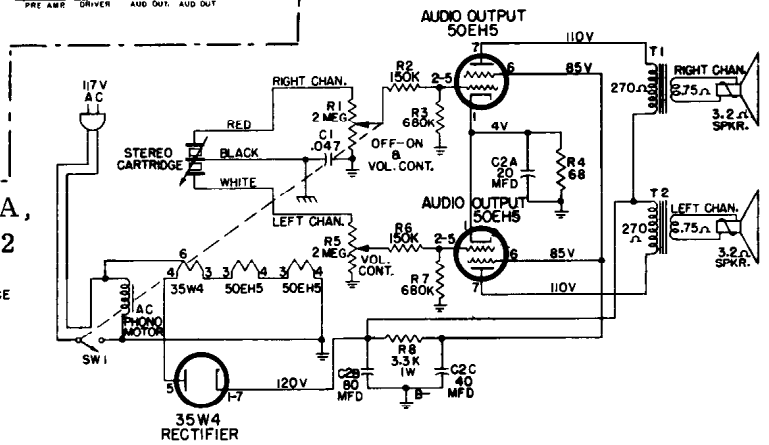 PRE AMP. DRIVER AUD OUT. AUD OUT
AUDIO OUTPUT
50EH5
7
110V
T1
6
85V
117V
AC
RIGHT CHAN.
R2
150K
2-5
270Ω
RIGHT CHAN.
.75Ω
3.2Ω
SPKR.
R1
2 MEG
R3
680K
1
RED
C1
.047
OFF-ON
&
VOL. CONT.
4V
STEREO
CARTRIDGE
BLACK
C2A
20
MFD
R4
68
WHITE
A,
2
CE
AUDIO OUTPUT
50EH5
T2
LEFT CHAN.
LEFT CHAN.
R5
2 MEG
R6
150K
2-5
1
270
Ω
.75Ω
3.2Ω
SPKR.
VOL.
CONT.
6
85V
6
4 3 3 4 3 4
35W4 50EH5 50EH5
R7
680K
7
110V
AC
PHONO
MOTOR
SW1
R8
3.3K
1W
5
1-7
120V
C2B
80
MFD
B-
C2C
40
MFD
35W4
RECTIFIER